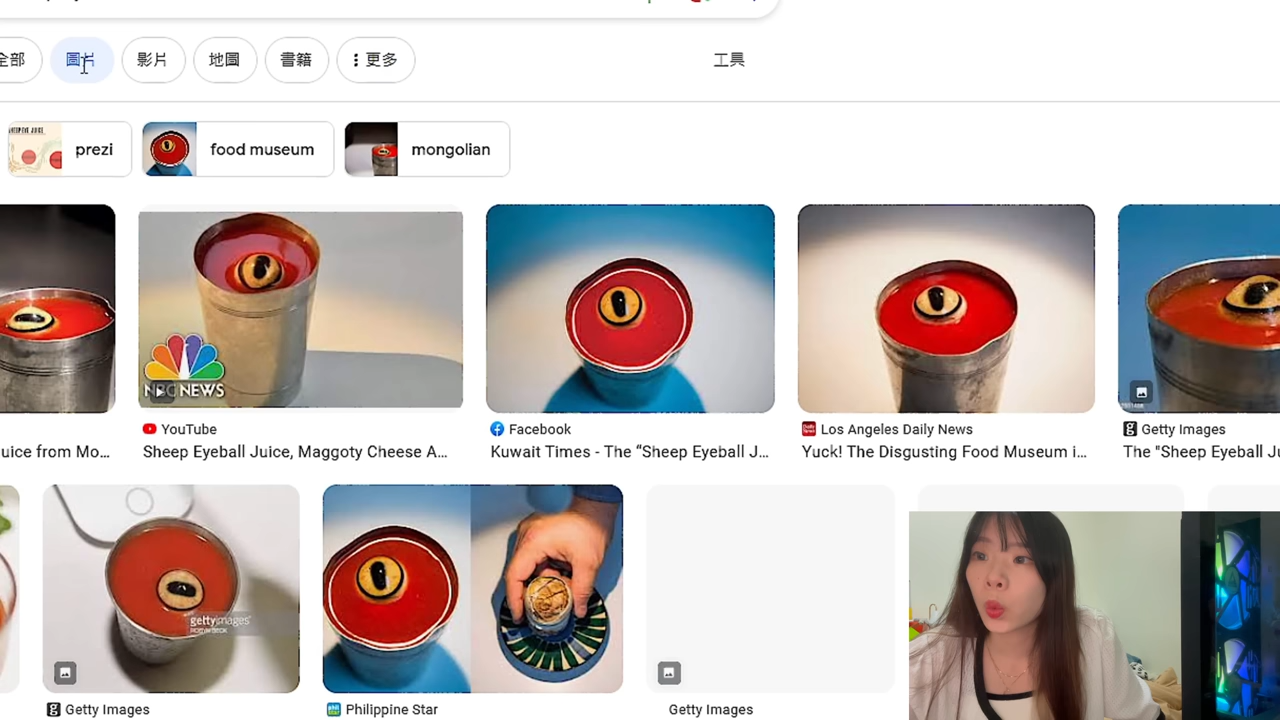 全部
圖片
影片
地圖
書籍
更多
工具
prezi
food museum
mongolian
NBC NEWS
YouTube
Facebook
Los Angeles Daily News
Getty Images
uice from Mo...
Sheep Eyeball Juice, Maggoty Cheese A...
Kuwait Times - The “Sheep Eyeball J...
Yuck! The Disgusting Food Museum i...
The "Sheep Eyeball Ju
gettyimages
ROBYN BECK
Getty Images
Philippine Star
Getty Images